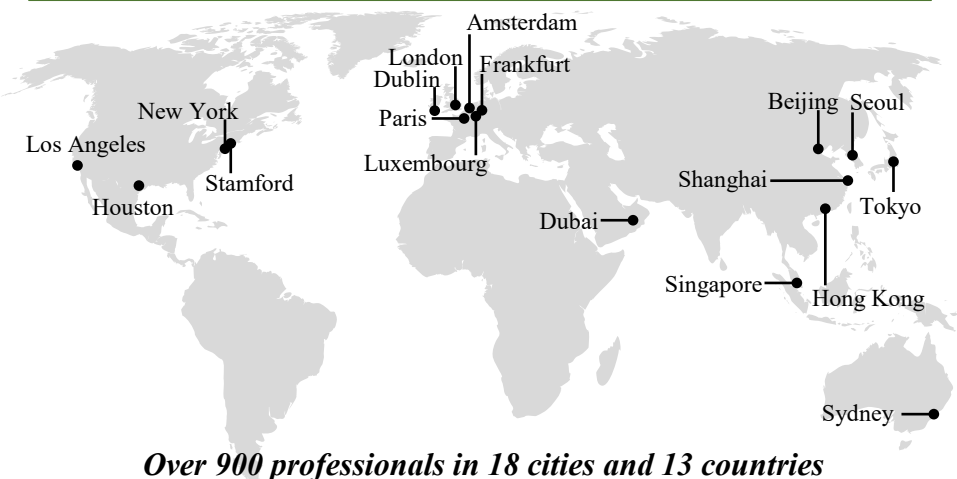 Amsterdam
London
Frankfurt
Dublin
New York
Paris
Beijing
Seoul
Los Angeles
Luxembourg
Stamford
Shanghai
Houston
Tokyo
Dubai
Singapore
Hong Kong
Sydney
Over 900 professionals in 18 cities and 13 countries